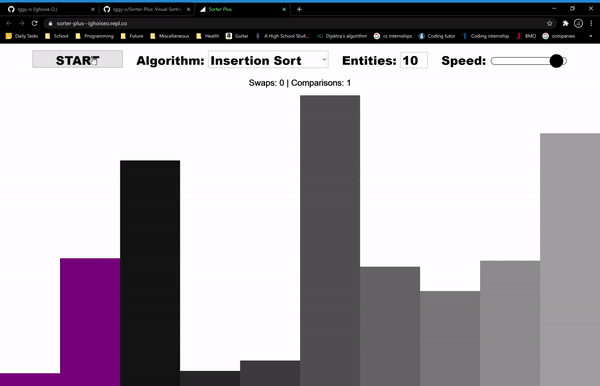 Iggy-o (Ighoise O.)
Iggy-o/Sorter-Plus: Visual Sortin
Sorter Plus
sorter-plus--ighoiseo.repl.co
Daily Tasks School Programming Future Miscellaneous Health Guitar A High School Stud... Dijsktra's algorithm cs internships Coding tutor Coding internship BMO companies »
START Algorithm: Insertion Sort Entities: 10 Speed:
Swaps: 0 | Comparisons: 1